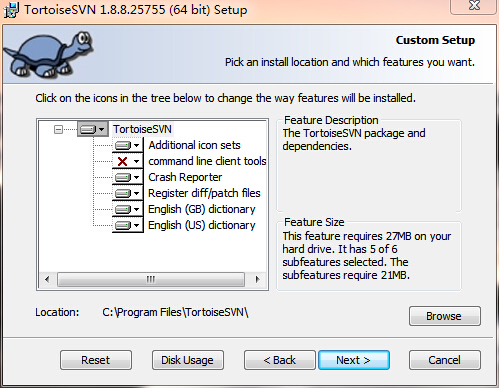 TortoiseSVN 1.8.8.25755 (64 bit) Setup
Custom Setup
Pick an install location and which features you want.
Click on the icons in the tree below to change the way features will be installed.
TortoiseSVN
Additional icon sets
command line client tools
Crash Reporter
Register diff/patch files
English (GB) dictionary
English (US) dictionary
Feature Description
The TortoiseSVN package and
dependencies.
Feature Size
This feature requires 27MB on your
hard drive. It has 5 of 6
subfeatures selected. The
subfeatures require 21MB.
Location: C:\Program Files\TortoiseSVN\
Browse
Reset Disk Usage < Back Next > Cancel